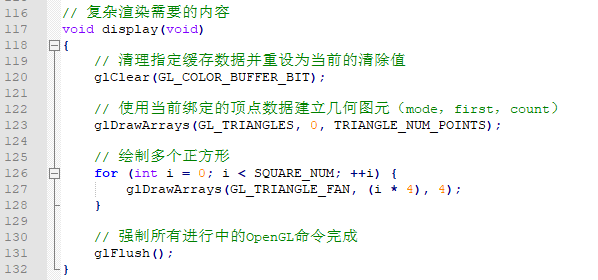 116 // 复杂渲染需要的内容
117 void display(void)
118 {
119 // 清理指定缓存数据并重设为当前的清除值
120 glClear(GL_COLOR_BUFFER_BIT);
121
122 // 使用当前绑定的顶点数据建立几何图元（mode，first，count）
123 glDrawArrays(GL_TRIANGLES, 0, TRIANGLE_NUM_POINTS);
124
125 // 绘制多个正方形
126 for (int i = 0; i < SQUARE_NUM; ++i) {
127 glDrawArrays(GL_TRIANGLE_FAN, (i * 4), 4);
128 }
129
130 // 强制所有进行中的OpenGL命令完成
131 glFlush();
132 }